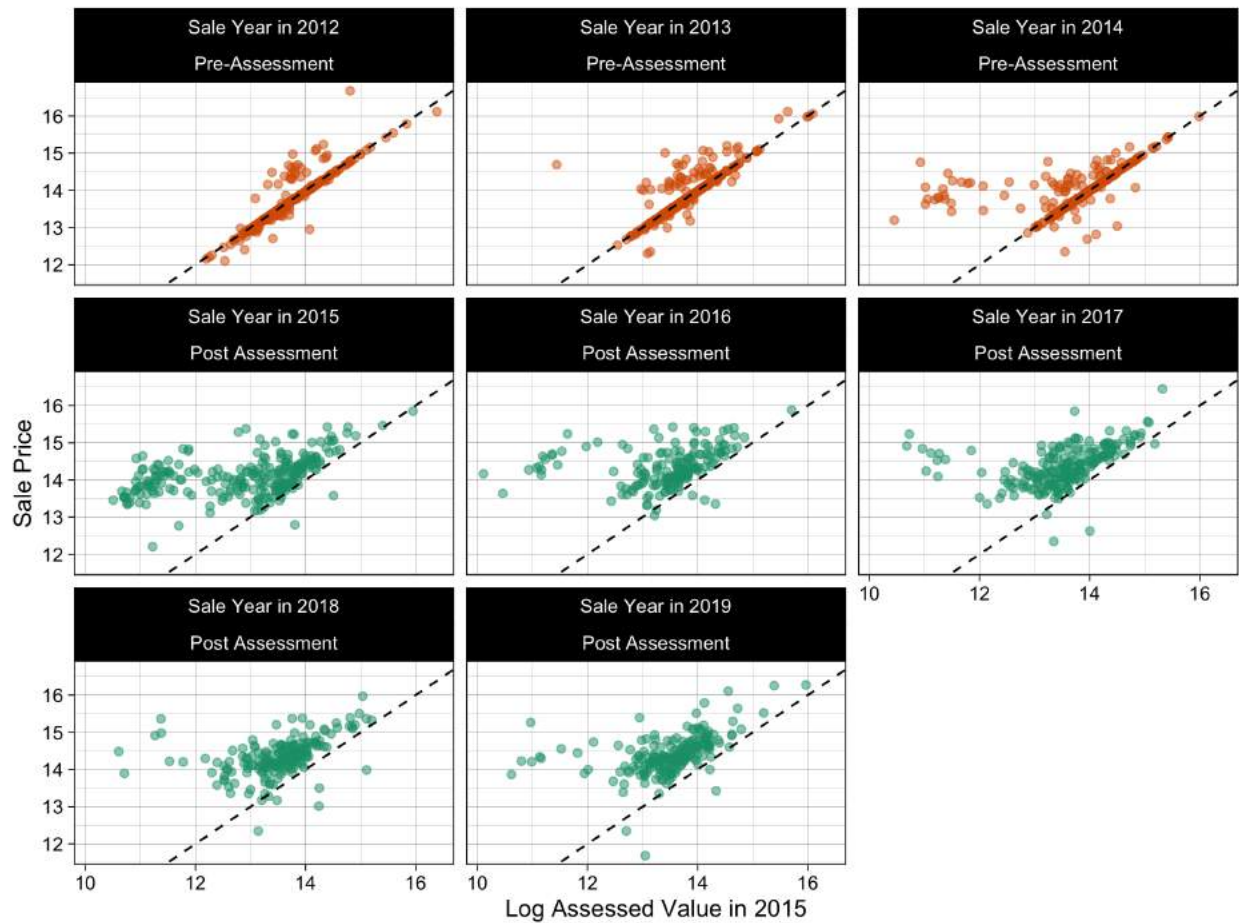 Sale Year in 2012
Pre-Assessment
Sale Year in 2013
Pre-Assessment
Sale Year in 2014
Pre-Assessment
16
15
14
13
12
Sale Year in 2015
Post Assessment
Sale Year in 2016
Post Assessment
Sale Year in 2017
Post Assessment
Sale Price
16
15
14
13
12
10
12
14
16
Sale Year in 2018
Post Assessment
Sale Year in 2019
Post Assessment
16
15
14
13
12
10
12
14
16
10
12
14
16
Log Assessed Value in 2015